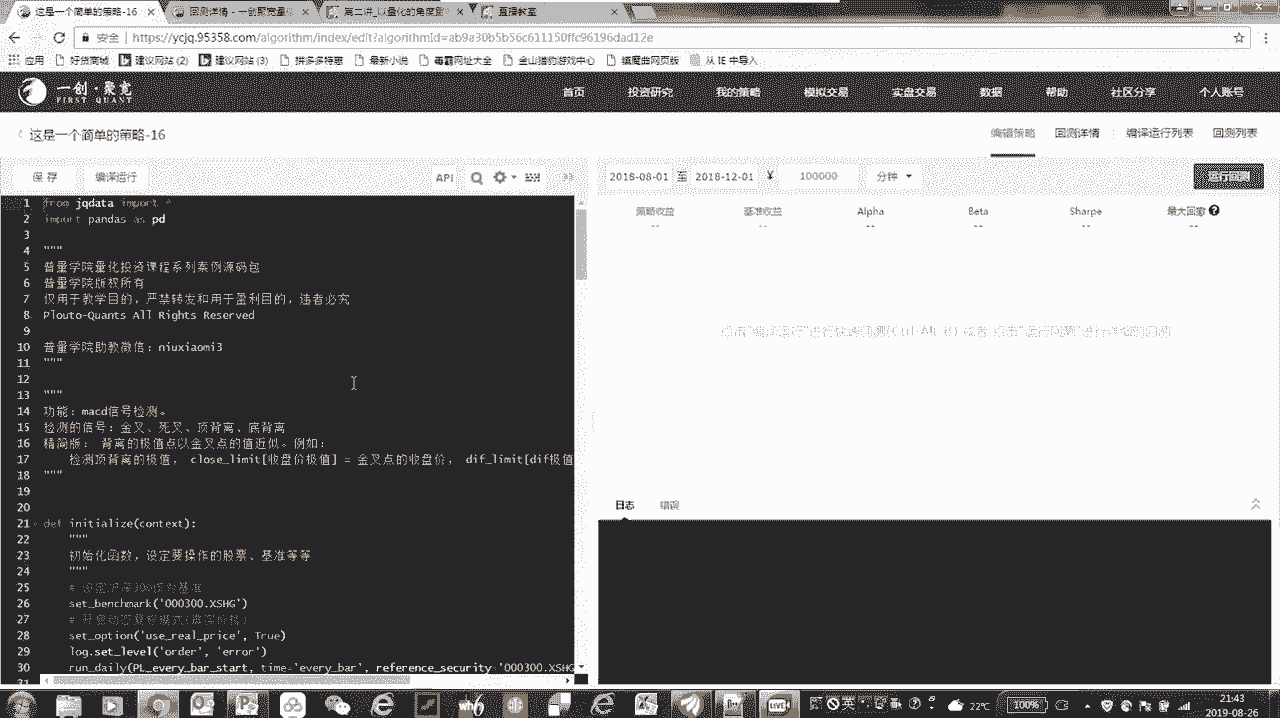 这是一个简单的策略-16
回测详情 - 一创聚宽量
第二讲_以量化的角度
直播教室
安全 | https://ycjq.95358.com/algorithm/index/edit?algorithmId=ab9a30b5b56c611150ffc96196dad12e
应用 好货商城 建议网站 (2) 建议网站 (3) 拼多多特惠 最新小说 毒霸网址大全 金山猎豹游戏中心 镇魔曲网页版 从 IE 中导入
一创·聚宽
FIRST QUANT
首页 投资研究 我的策略 模拟交易 实盘交易 数据 帮助 社区分享 个人账号
这是一个简单的策略-16
编辑策略 回测详情 编译运行列表 回测列表
保存 编译运行 API
2018-08-01 至 2018-12-01 ¥ 100000 分钟 运行回测
策略收益 基准收益 Alpha Beta Sharpe 最大回撤
-- -- -- -- -- --
1 from jqdata import *
2 import pandas as pd
3
4 """
5 普量学院量化投资课程系列案例源码包
6 普量学院版权所有
7 仅用于教学目的，严禁转发和用于盈利目的，违者必究
8 Plouto-Quants All Rights Reserved
9
10 普量学院助教微信：niuxiaomi3
11 """
12
13 """
14 功能：macd信号检测。
15 检测的信号：金叉、死叉、顶背离、底背离
16 精简版： 背离的极值点以金叉点的值近似。例如：
17 检测顶背离的极值， close_limit[收盘价极值] = 金叉点的收盘价， dif_limit[dif极值
18 """
19
20
21 def initialize(context):
22 """
23 初始化函数，设定要操作的股票、基准等等
24 """
25
26 set_benchmark('000300.XSHG')
27
28 set_option('use_real_price', True)
29 log.set_level('order', 'error')
30 run_daily(PL_every_bar_start, time='every_bar', reference_security='000300.XSHG
31
日志 错误
22℃
100%
21:43
2019-08-26